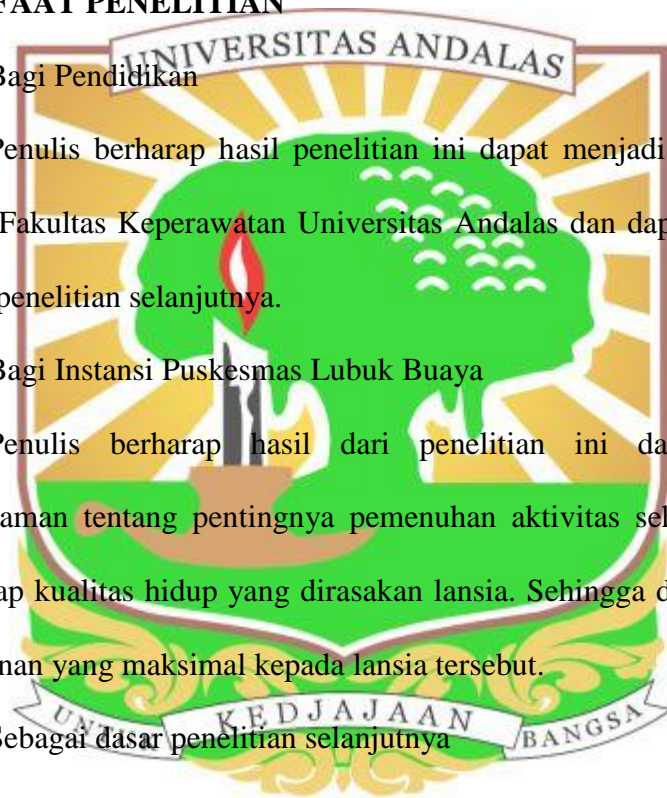 FAAT PENELITIAN
UNIVERSITAS ANDALAS
Bagi Pendidikan
Penulis berharap hasil penelitian ini dapat menjadi
Fakultas Keperawatan Universitas Andalas dan dap
penelitian selanjutnya.
Bagi Instansi Puskesmas Lubuk Buaya
Penulis berharap hasil dari penelitian ini da
aman tentang pentingnya pemenuhan aktivitas sel
ap kualitas hidup yang dirasakan lansia. Sehingga d
nan yang maksimal kepada lansia tersebut.
UNTUK KEDJAJAAN BANGSA
Sebagai dasar penelitian selanjutnya